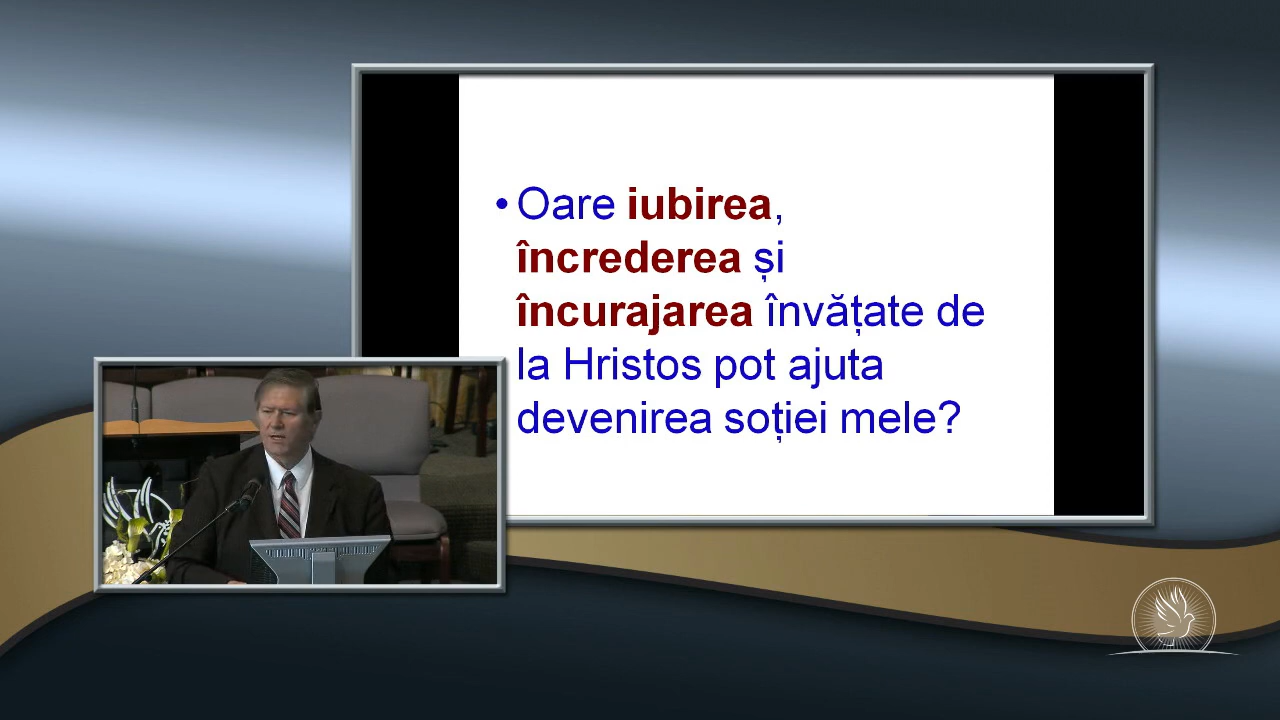 • Oare iubirea,
încrederea și
încurajarea învățate de
la Hristos pot ajuta
devenirea soției mele?